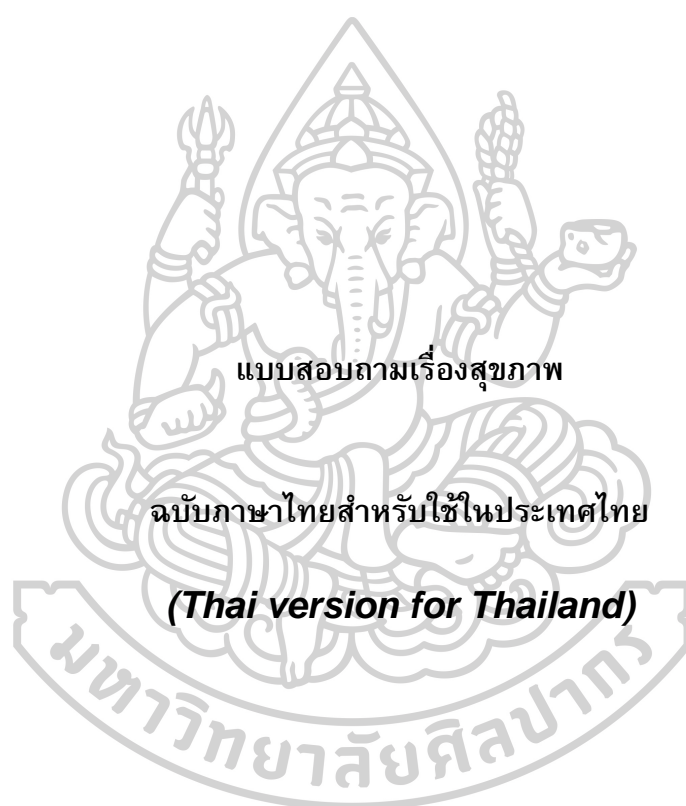 แบบสอบถามเรื่องสุขภาพ
ฉบับภาษาไทยสำหรับใช้ในประเทศไทย
(Thai version for Thailand)
มหาวิทยาลัยศิลปากร